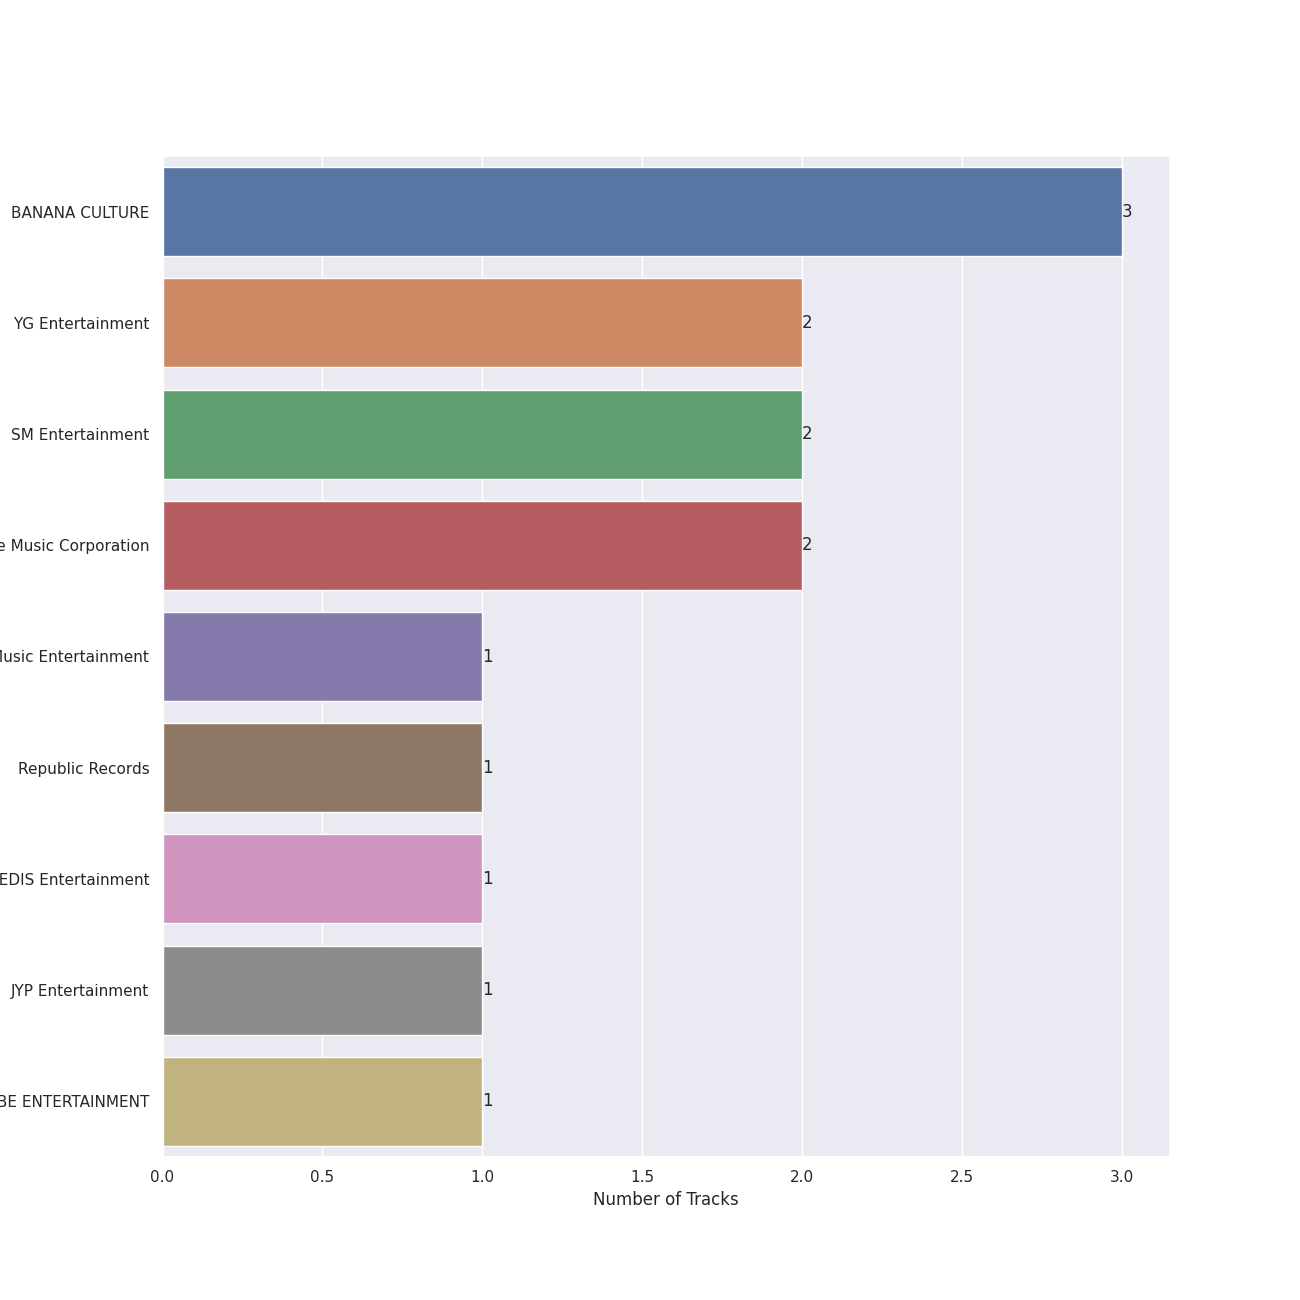 BANANA CULTURE
3
YG Entertainment
2
SM Entertainment
2
e Music Corporation
2
Music Entertainment
1
Republic Records
1
EDIS Entertainment
1
JYP Entertainment
1
BE ENTERTAINMENT
1
0.0 0.5 1.0 1.5 2.0 2.5 3.0
Number of Tracks